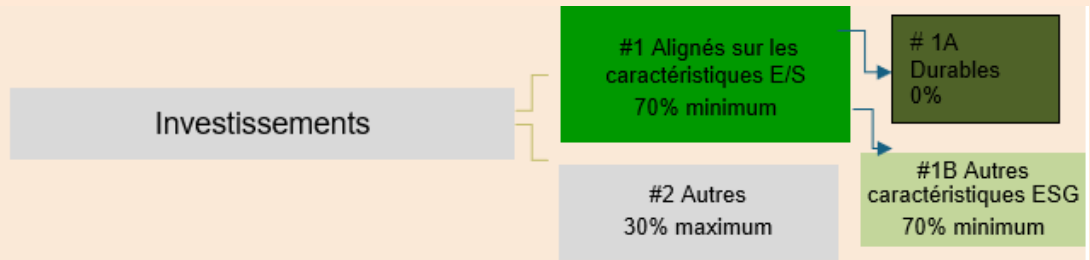 Investissements
#1 Alignés sur les
caractéristiques E/S
70% minimum
# 1A
Durables
0%
#2 Autres
30% maximum
#1B Autres
caractéristiques ESG
70% minimum